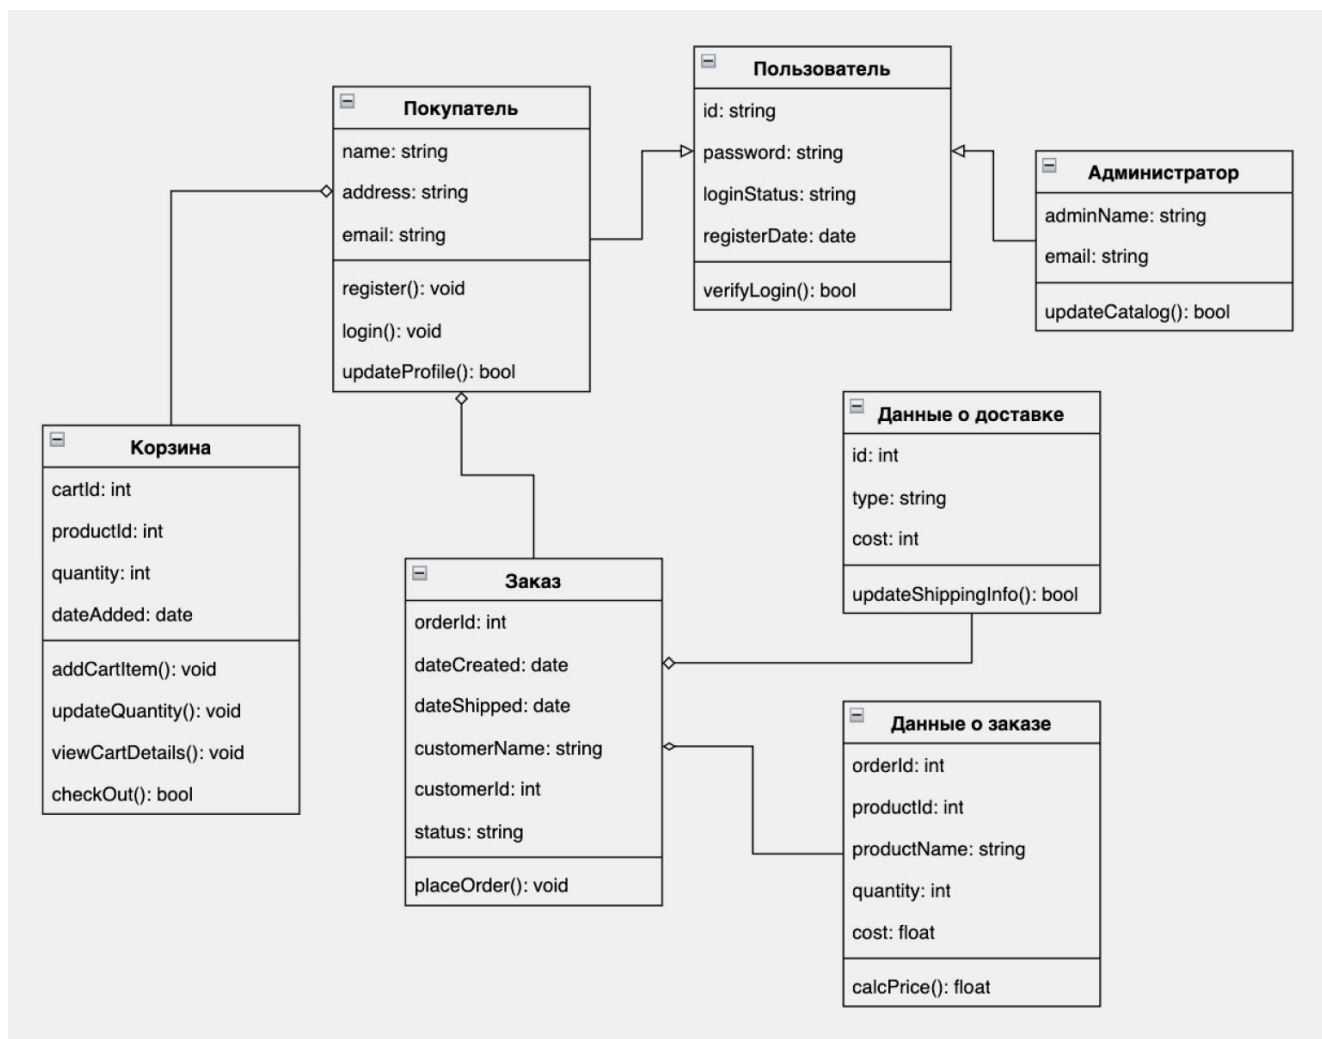 Покупатель
name: string
address: string
email: string
register(): void
login(): void
updateProfile(): bool
Пользователь
id: string
password: string
loginStatus: string
registerDate: date
verifyLogin(): bool
Администратор
adminName: string
email: string
updateCatalog(): bool
Корзина
cartId: int
productId: int
quantity: int
dateAdded: date
addCartItem(): void
updateQuantity(): void
viewCartDetails(): void
checkOut(): bool
Заказ
orderId: int
dateCreated: date
dateShipped: date
customerName: string
customerId: int
status: string
placeOrder(): void
Данные о доставке
id: int
type: string
cost: int
updateShippingInfo(): bool
Данные о заказе
orderId: int
productId: int
productName: string
quantity: int
cost: float
calcPrice(): float